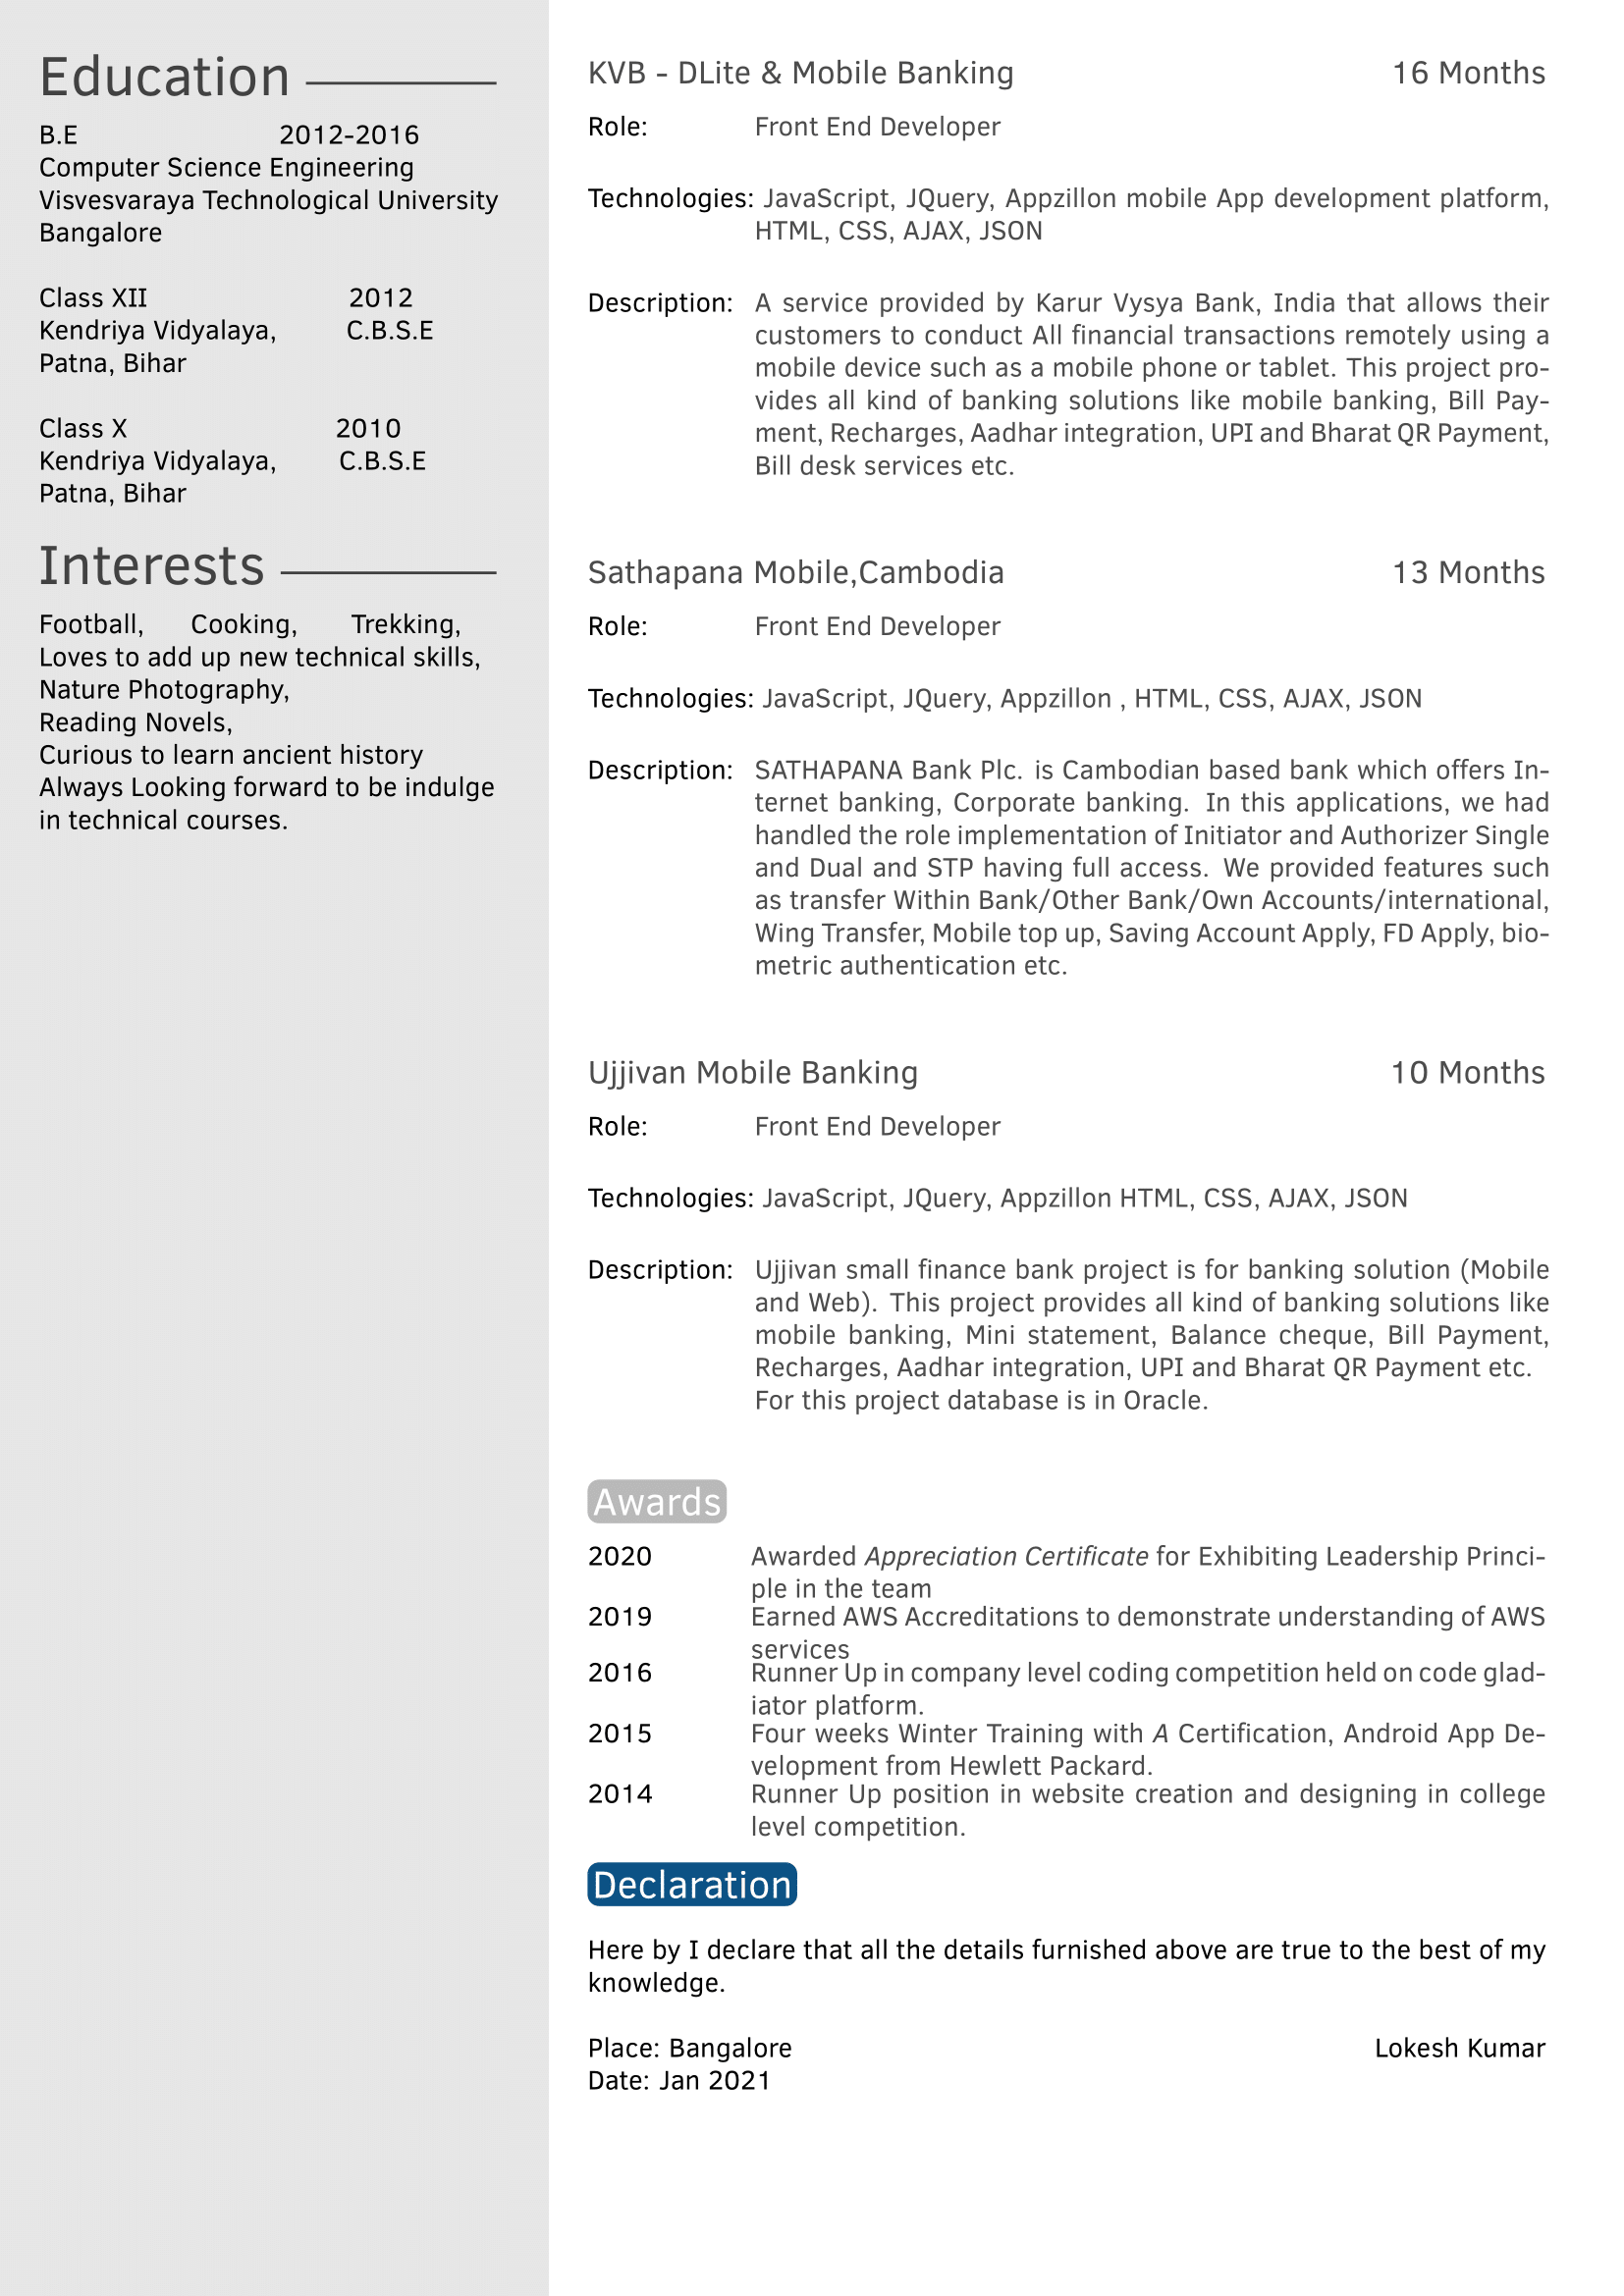 Education
B.E 2012-2016
Computer Science Engineering
Visvesvaraya Technological University
Bangalore
Class XII 2012
Kendriya Vidyalaya, C.B.S.E
Patna, Bihar
Class X 2010
Kendriya Vidyalaya, C.B.S.E
Patna, Bihar
Interests
Football, Cooking, Trekking,
Loves to add up new technical skills,
Nature Photography,
Reading Novels,
Curious to learn ancient history
Always Looking forward to be indulge
in technical courses.
KVB - DLite & Mobile Banking 16 Months
Role: Front End Developer
Technologies: JavaScript, JQuery, Appzillon mobile App development platform,
HTML, CSS, AJAX, JSON
Description: A service provided by Karur Vysya Bank, India that allows their
customers to conduct All financial transactions remotely using a
mobile device such as a mobile phone or tablet. This project pro-
vides all kind of banking solutions like mobile banking, Bill Pay-
ment, Recharges, Aadhar integration, UPI and Bharat QR Payment,
Bill desk services etc.
Sathapana Mobile,Cambodia 13 Months
Role: Front End Developer
Technologies: JavaScript, JQuery, Appzillon , HTML, CSS, AJAX, JSON
Description: SATHAPANA Bank Plc. is Cambodian based bank which offers In-
ternet banking, Corporate banking. In this applications, we had
handled the role implementation of Initiator and Authorizer Single
and Dual and STP having full access. We provided features such
as transfer Within Bank/Other Bank/Own Accounts/international,
Wing Transfer, Mobile top up, Saving Account Apply, FD Apply, bio-
metric authentication etc.
Ujjivan Mobile Banking 10 Months
Role: Front End Developer
Technologies: JavaScript, JQuery, Appzillon HTML, CSS, AJAX, JSON
Description: Ujjivan small finance bank project is for banking solution (Mobile
and Web). This project provides all kind of banking solutions like
mobile banking, Mini statement, Balance cheque, Bill Payment,
Recharges, Aadhar integration, UPI and Bharat QR Payment etc.
For this project database is in Oracle.
Awards
2020 Awarded Appreciation Certificate for Exhibiting Leadership Princi-
ple in the team
2019 Earned AWS Accreditations to demonstrate understanding of AWS
services
2016 Runner Up in company level coding competition held on code glad-
iator platform.
2015 Four weeks Winter Training with A Certification, Android App De-
velopment from Hewlett Packard.
2014 Runner Up position in website creation and designing in college
level competition.
Declaration
Here by I declare that all the details furnished above are true to the best of my
knowledge.
Place: Bangalore Lokesh Kumar
Date: Jan 2021